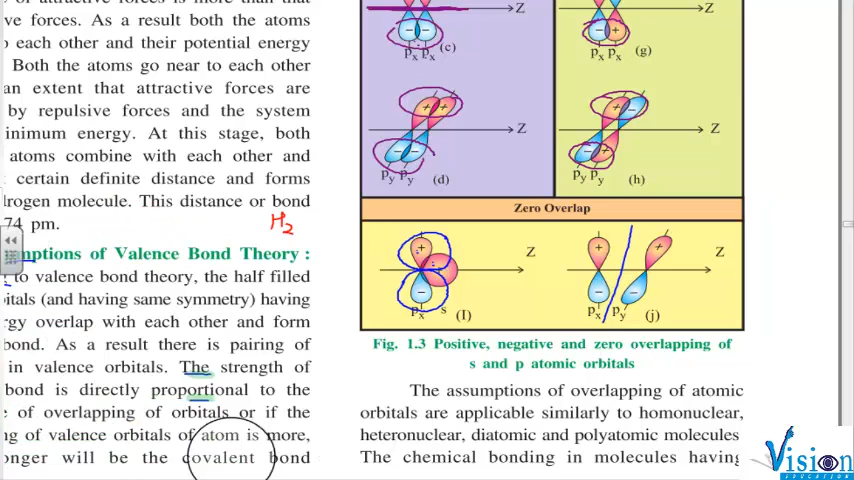 of attractive forces is more than that
ve forces. As a result both the atoms
each other and their potential energy
Both the atoms go near to each other
an extent that attractive forces are
by repulsive forces and the system
inimum energy. At this stage, both
atoms combine with each other and
certain definite distance and forms
drogen molecule. This distance or bond
74 pm.
H2
mptions of Valence Bond Theory :
to valence bond theory, the half filled
bitals (and having same symmetry) having
rgy overlap with each other and form
bond. As a result there is pairing of
in valence orbitals. The strength of
bond is directly proportional to the
e of overlapping of orbitals or if the
ng of valence orbitals of atom is more,
onger will be the covalent bond
Z
− −
px px (c)
Z
− +
px px (g)
+ +
Z
− −
py py
(d)
+ −
Z
− +
py py
(h)
Zero Overlap
+
Z
−
px s (I)
+ +
Z
− −
px py (j)
Fig. 1.3 Positive, negative and zero overlapping of
s and p atomic orbitals
The assumptions of overlapping of atomic
orbitals are applicable similarly to homonuclear,
heteronuclear, diatomic and polyatomic molecules
The chemical bonding in molecules having
Vision
EDUCATION